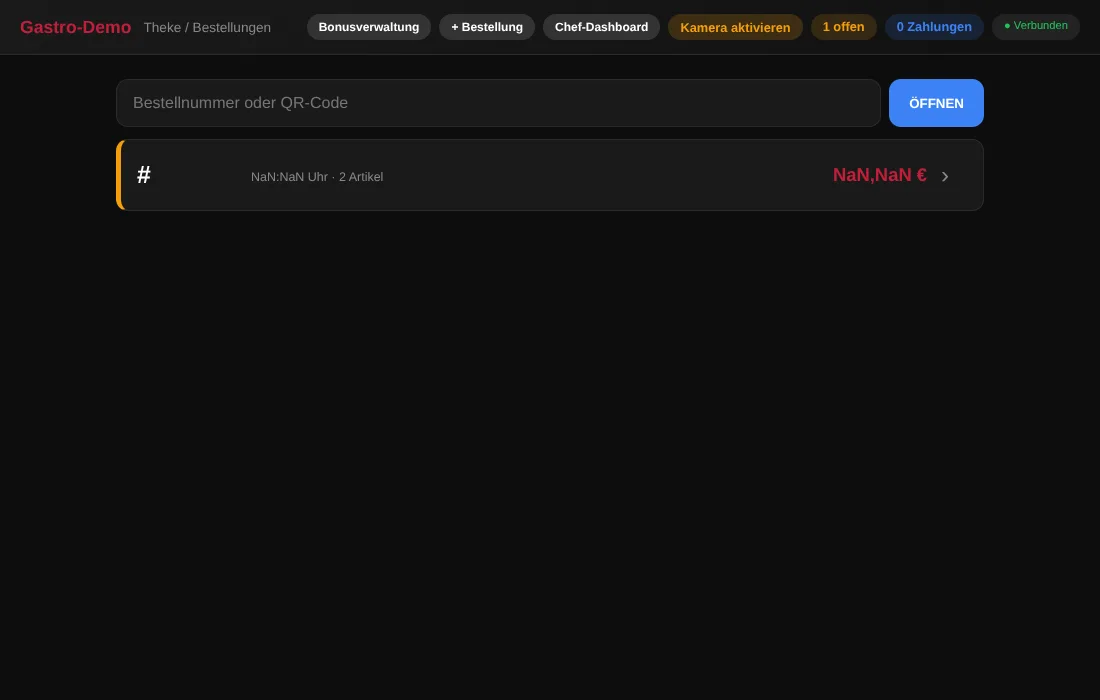 Gastro-Demo Theke / Bestellungen Bonusverwaltung + Bestellung Chef-Dashboard Kamera aktivieren 1 offen 0 Zahlungen ● Verbunden
Bestellnummer oder QR-Code ÖFFNEN
# NaN:NaN Uhr · 2 Artikel NaN,NaN € ›